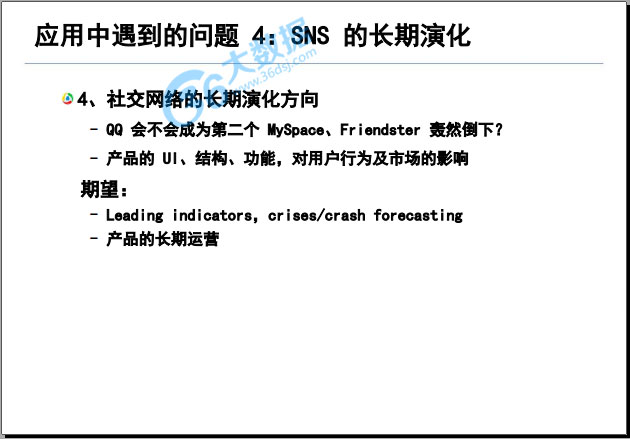 应用中遇到的问题 4：SNS 的长期演化
36大数据
www.36dsj.com
4、社交网络的长期演化方向
– QQ 会不会成为第二个 MySpace、Friendster 轰然倒下？
– 产品的 UI、结构、功能，对用户行为及市场的影响
期望：
– Leading indicators，crises/crash forecasting
– 产品的长期运营